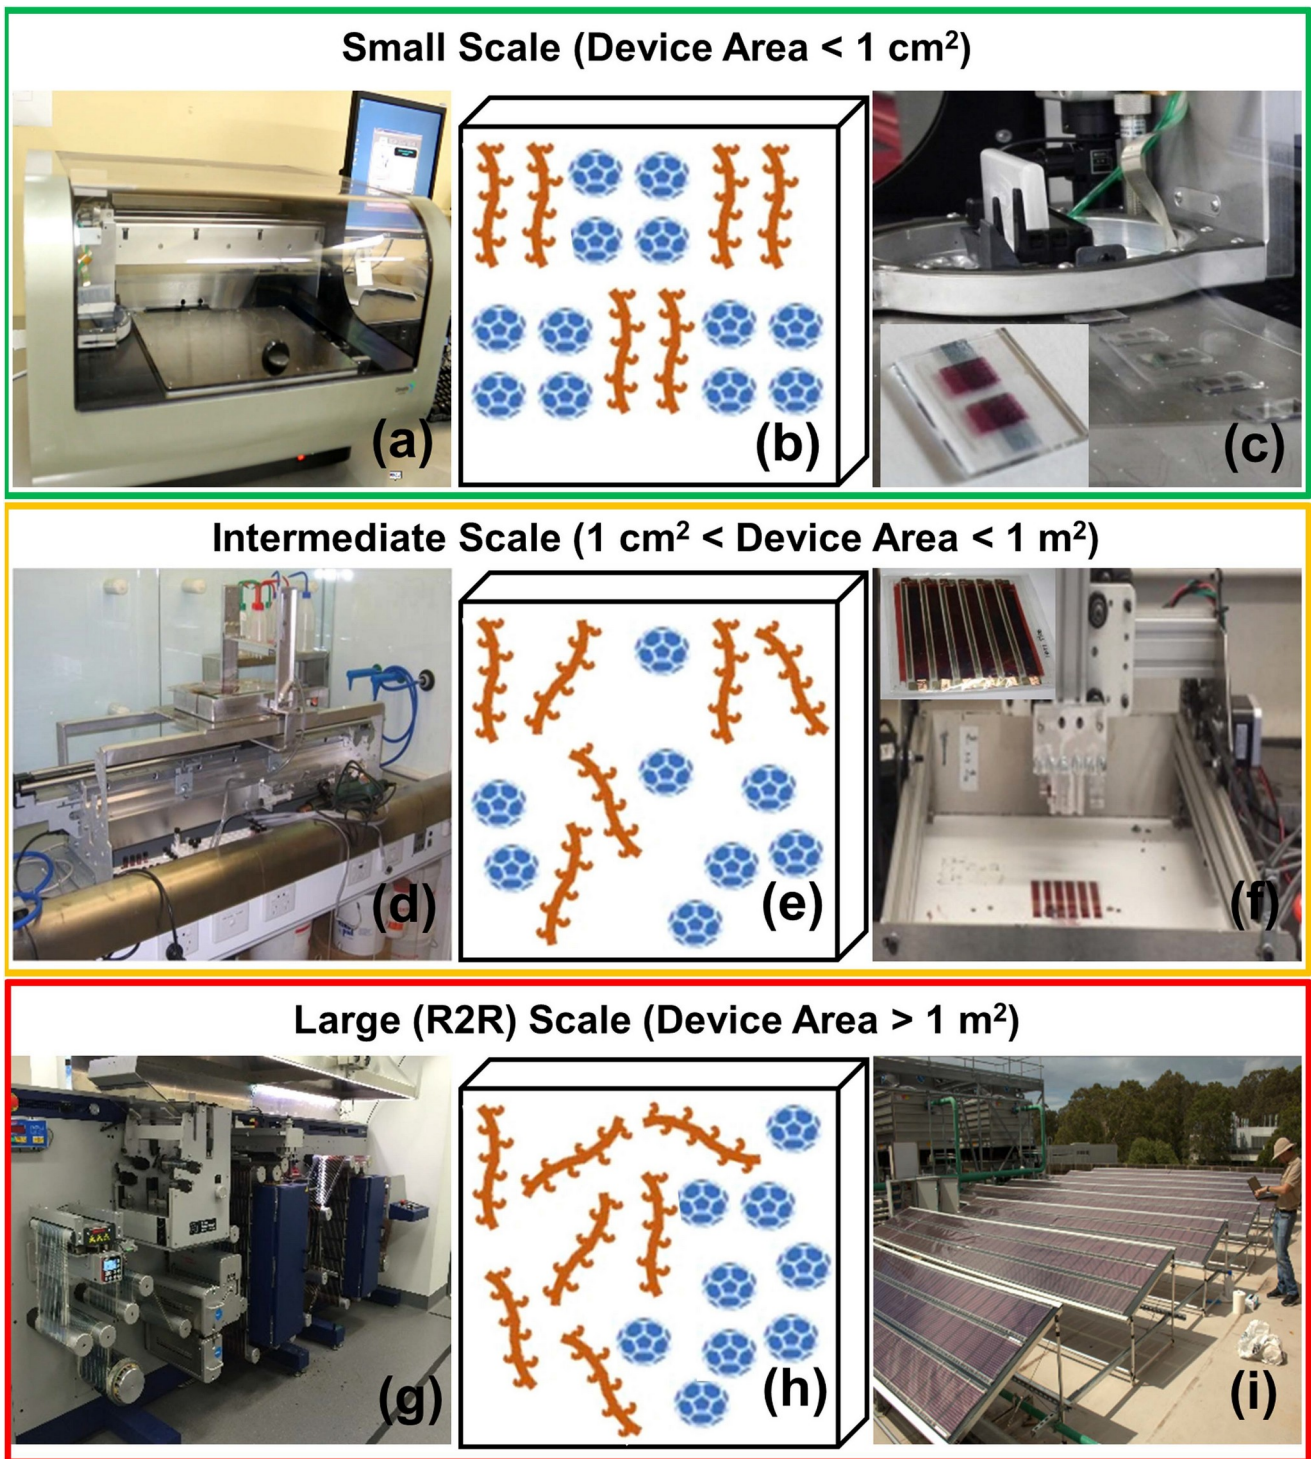 Small Scale (Device Area < 1 cm²)
(a)
(b)
(c)
Intermediate Scale (1 cm² < Device Area < 1 m²)
(d)
(e)
(f)
Large (R2R) Scale (Device Area > 1 m²)
(g)
(h)
(i)